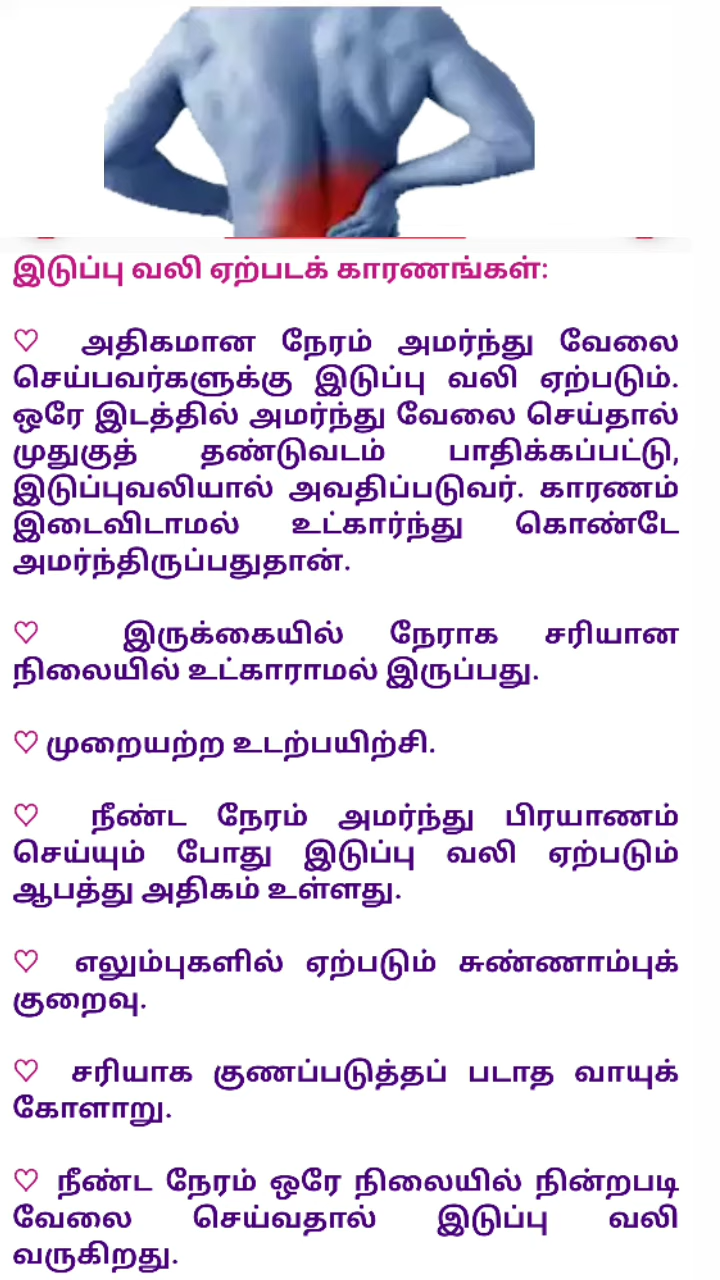 இடுப்பு வலி ஏற்படக் காரணங்கள்:
♡ அதிகமான நேரம் அமர்ந்து வேலை
செய்பவர்களுக்கு இடுப்பு வலி ஏற்படும்.
ஒரே இடத்தில் அமர்ந்து வேலை செய்தால்
முதுகுத் தண்டுவடம் பாதிக்கப்பட்டு,
இடுப்புவலியால் அவதிப்படுவர். காரணம்
இடைவிடாமல் உட்கார்ந்து கொண்டே
அமர்ந்திருப்பதுதான்.
♡ இருக்கையில் நேராக சரியான
நிலையில் உட்காராமல் இருப்பது.
♡ முறையற்ற உடற்பயிற்சி.
♡ நீண்ட நேரம் அமர்ந்து பிரயாணம்
செய்யும் போது இடுப்பு வலி ஏற்படும்
ஆபத்து அதிகம் உள்ளது.
♡ எலும்புகளில் ஏற்படும் சுண்ணாம்புக்
குறைவு.
♡ சரியாக குணப்படுத்தப் படாத வாயுக்
கோளாறு.
♡ நீண்ட நேரம் ஒரே நிலையில் நின்றபடி
வேலை செய்வதால் இடுப்பு வலி
வருகிறது.